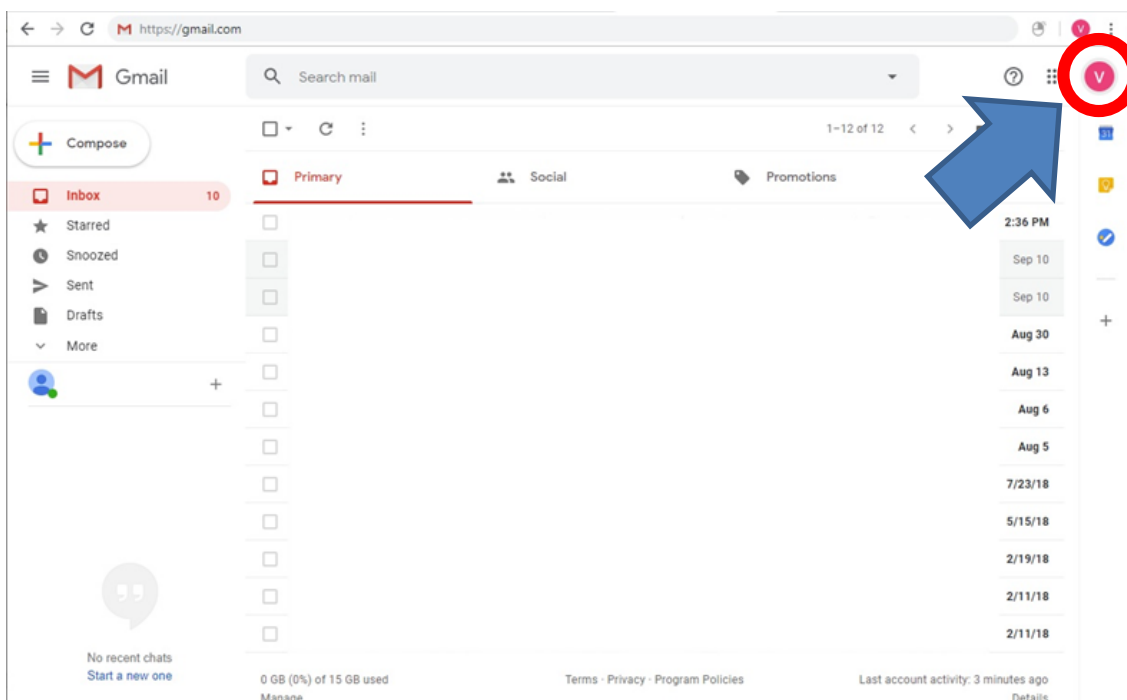 https://gmail.com
V
Gmail
Search mail
V
Compose
1–12 of 12
31
Primary
Social
Promotions
Inbox 10
Starred
Snoozed
Sent
Drafts
More
2:36 PM
Sep 10
Sep 10
Aug 30
Aug 13
Aug 6
Aug 5
7/23/18
5/15/18
2/19/18
2/11/18
2/11/18
No recent chats
Start a new one
0 GB (0%) of 15 GB used
Manage
Terms · Privacy · Program Policies
Last account activity: 3 minutes ago
Details